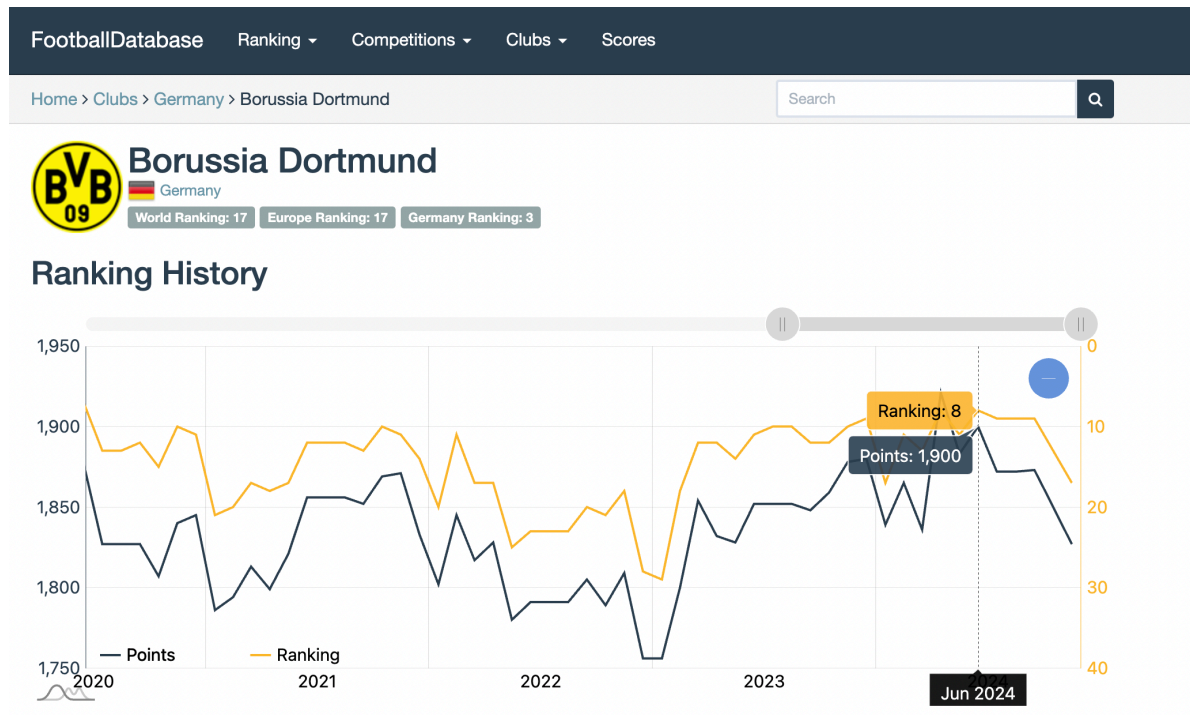 FootballDatabase Ranking Competitions Clubs Scores
Home > Clubs > Germany > Borussia Dortmund Search
BVB 09
Borussia Dortmund
Germany
World Ranking: 17 Europe Ranking: 17 Germany Ranking: 3
Ranking History
1,950 0
1,900 10
Ranking: 8
Points: 1,900
1,850 20
1,800 30
1,750 40
Points Ranking
2020 2021 2022 2023 2024
Jun 2024